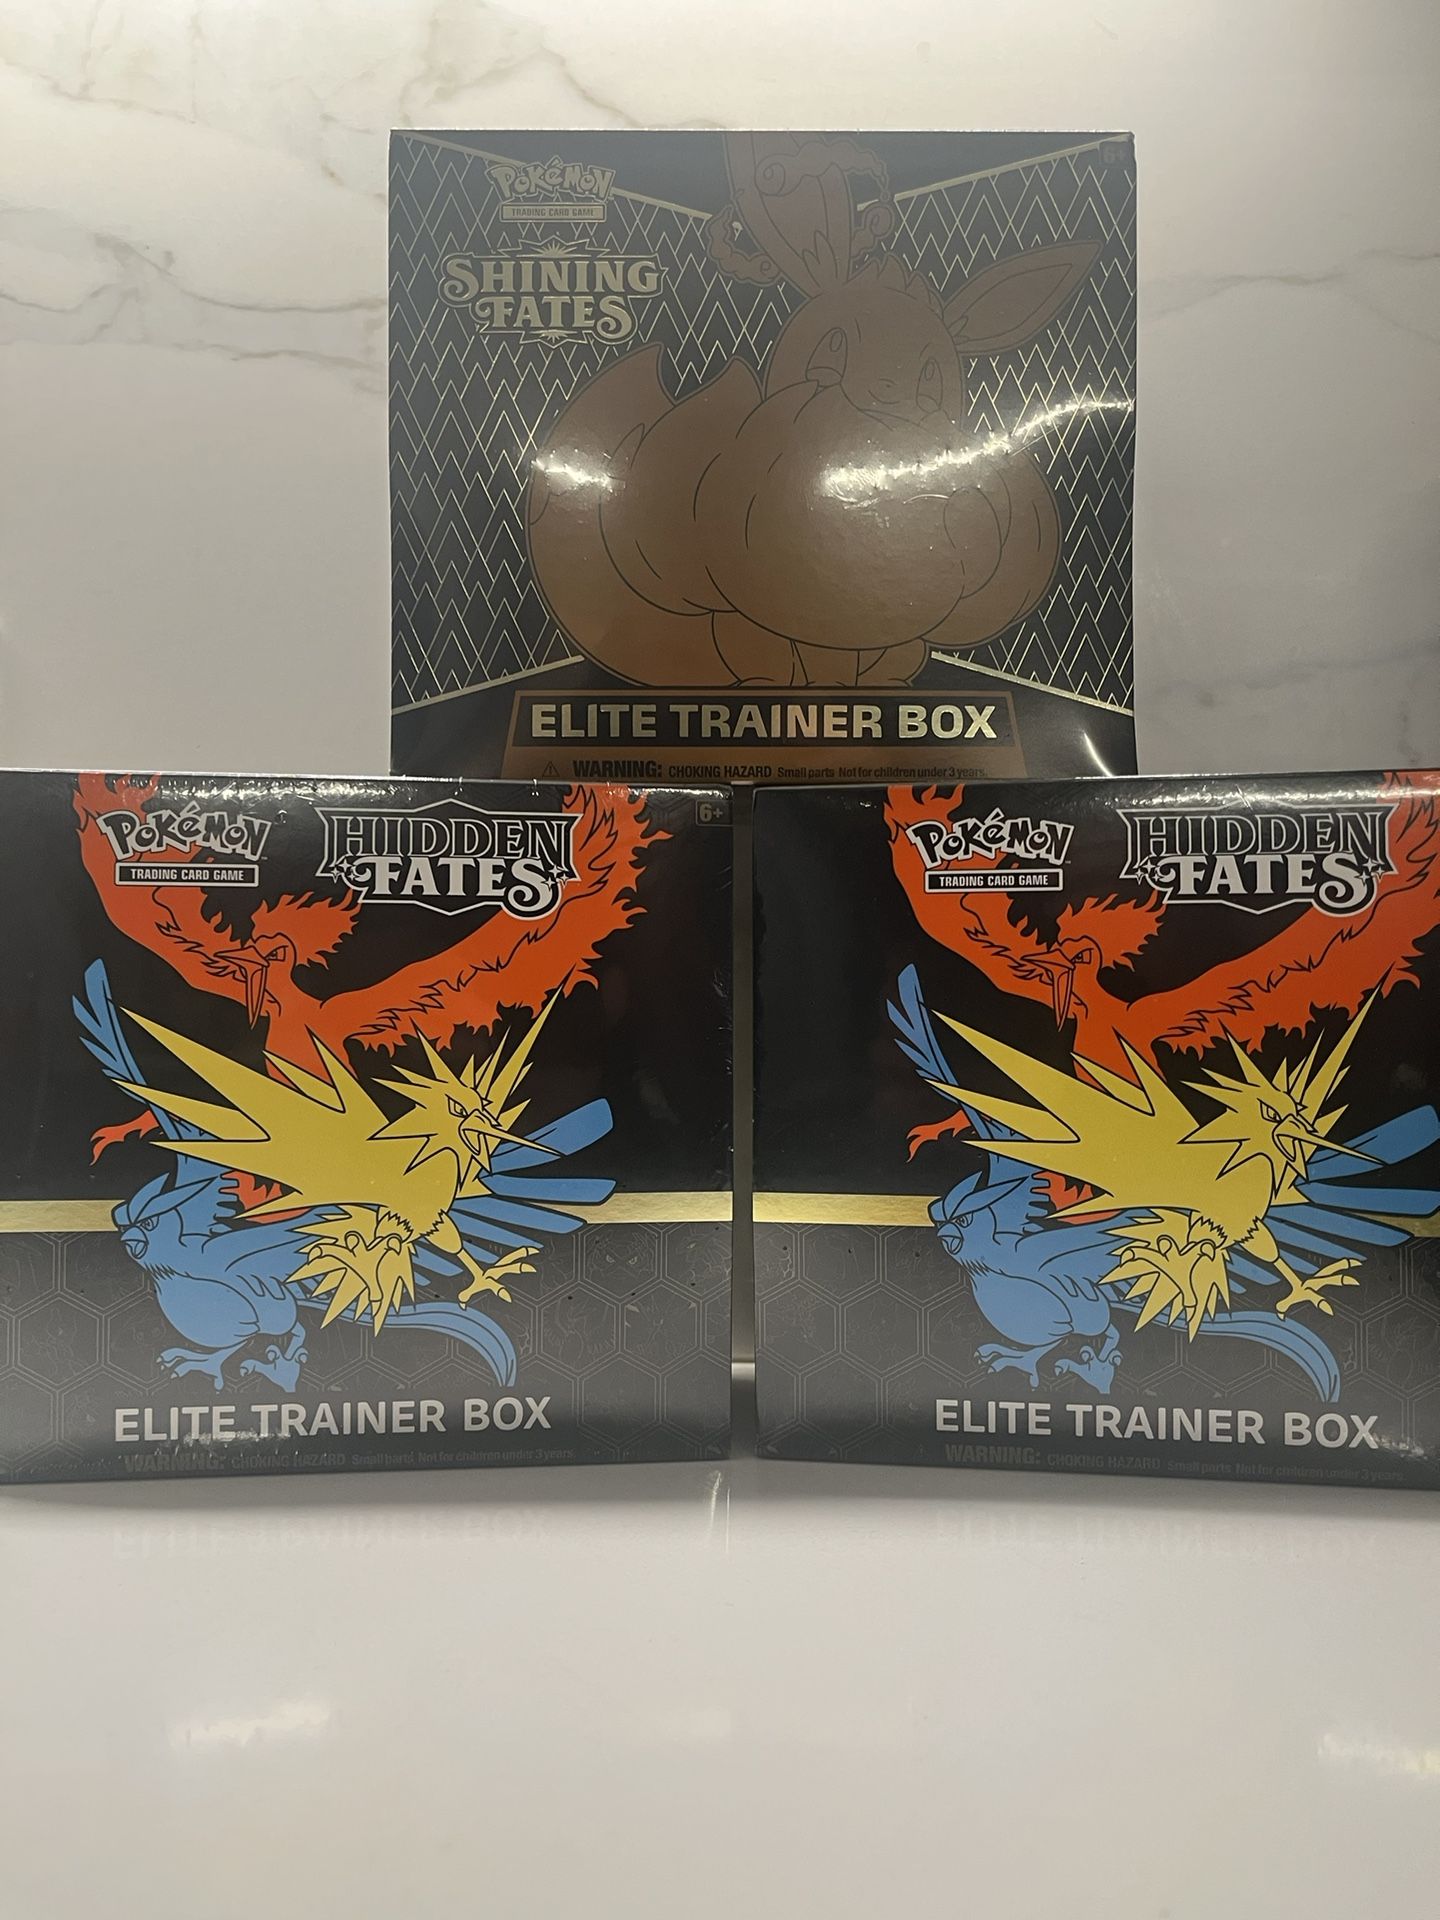 6+
POKéMON
TRADING CARD GAME
SHINING
FATES
ELITE TRAINER BOX
WARNING: CHOKING HAZARD Small parts Not for children under 3 years.
6+
POKéMON
TRADING CARD GAME
HIDDEN
FATES
ELITE TRAINER BOX
WARNING: CHOKING HAZARD Small parts Not for children under 3 years.
POKéMON
TRADING CARD GAME
HIDDEN
FATES
ELITE TRAINER BOX
WARNING: CHOKING HAZARD Small parts Not for children under 3 years.